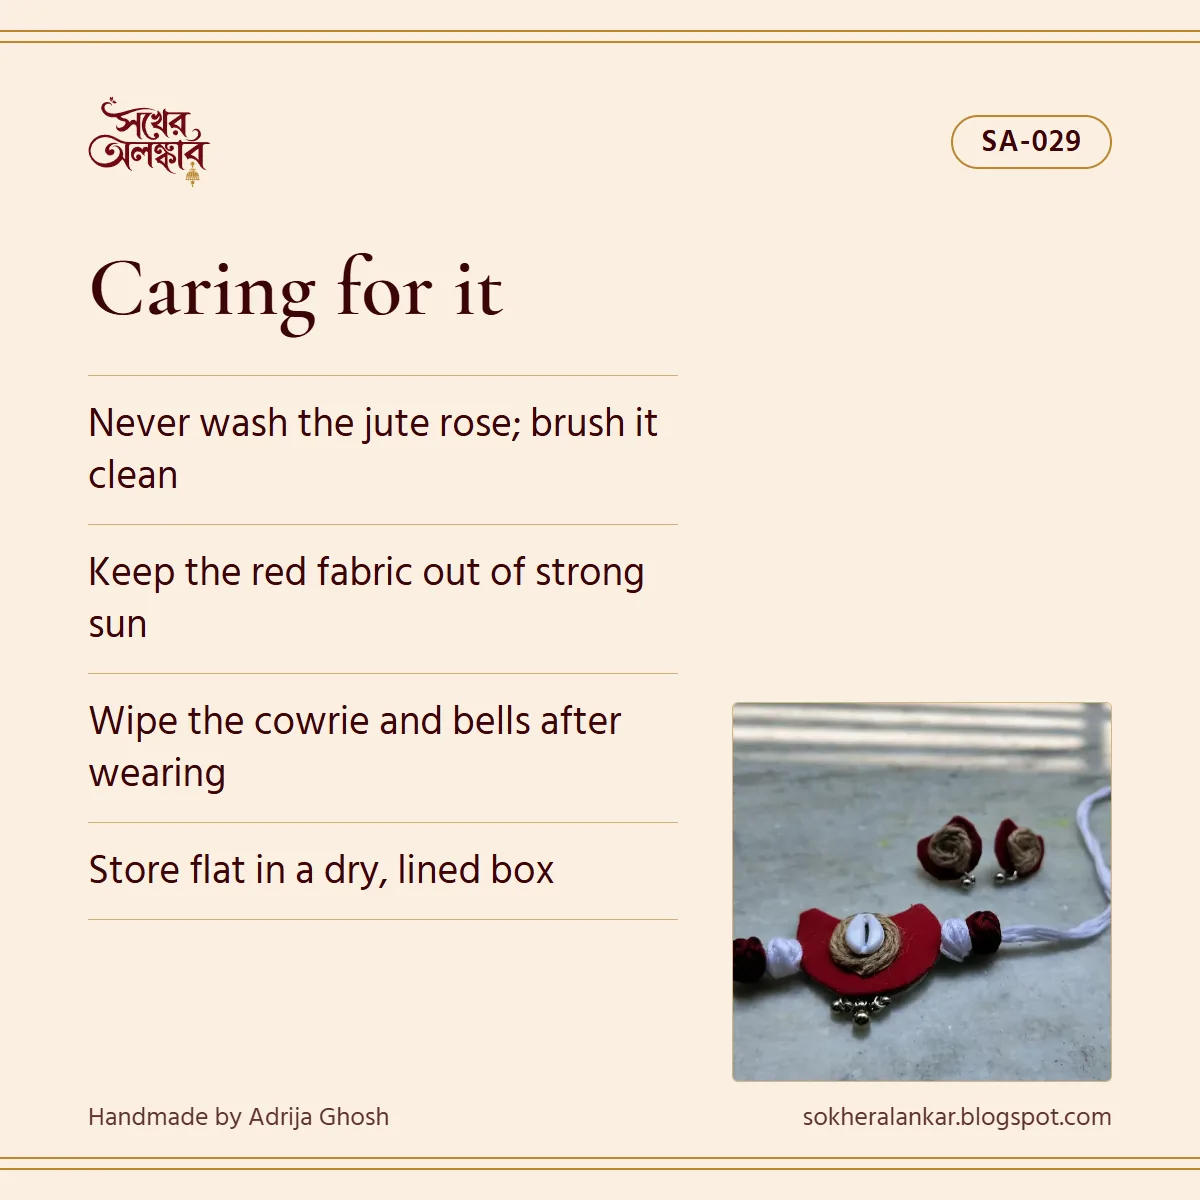 সখের
অলঙ্কার
SA-029
Caring for it
Never wash the jute rose; brush it
clean
Keep the red fabric out of strong
sun
Wipe the cowrie and bells after
wearing
Store flat in a dry, lined box
Handmade by Adrija Ghosh
sokheralankar.blogspot.com